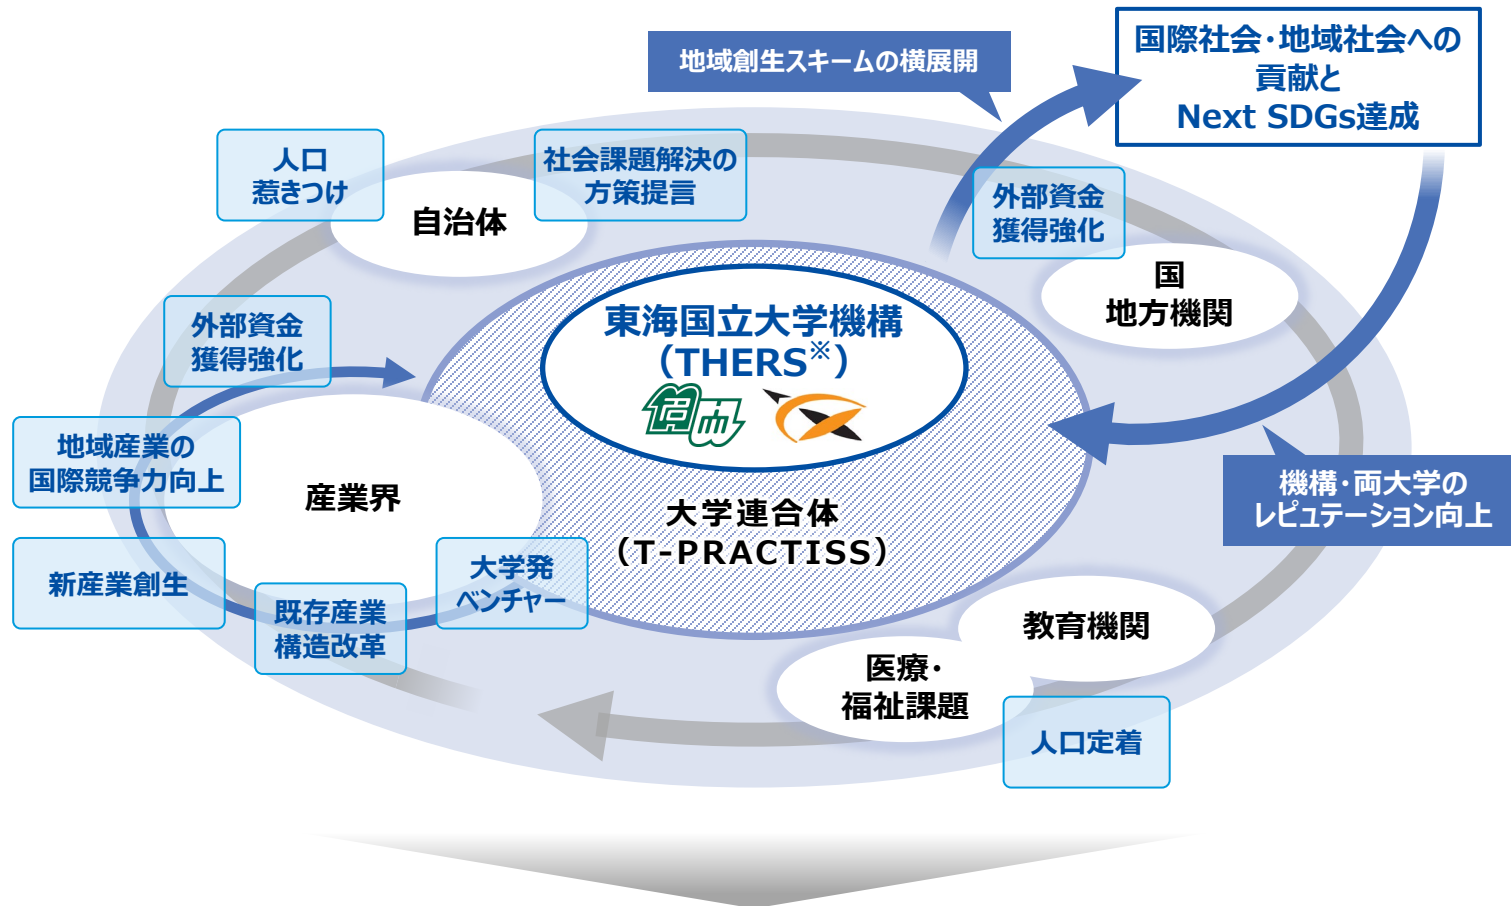 地域創生スキームの横展開
国際社会・地域社会への
貢献と
Next SDGs達成
人口
惹きつけ
社会課題解決の
方策提言
自治体
外部資金
獲得強化
国
地方機関
外部資金
獲得強化
東海国立大学機構
（THERS※）
名大
地域産業の
国際競争力向上
産業界
大学連合体
（T-PRACTISS）
機構・両大学の
レピュテーション向上
新産業創生
既存産業
構造改革
大学発
ベンチャー
教育機関
医療・
福祉課題
人口定着